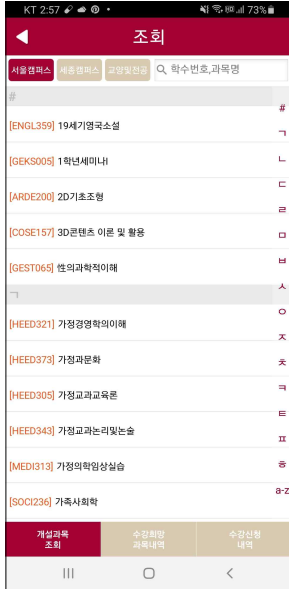 KT 2:57 73%
조회
서울캠퍼스 세종캠퍼스 교양및전공 학수번호,과목명
#
[ENGL359] 19세기영국소설
[GEKS005] 1학년세미나I
[ARDE200] 2D기초조형
[COSE157] 3D콘텐츠 이론 및 활용
[GEST065] 性의과학적이해
ㄱ
[HEED321] 가정경영학의이해
[HEED373] 가정과문화
[HEED305] 가정교과교육론
[HEED343] 가정교과논리및논술
[MEDI313] 가정의학임상실습
[SOCI236] 가족사회학
#
ㄱ
ㄴ
ㄷ
ㄹ
ㅁ
ㅂ
ㅅ
ㅇ
ㅈ
ㅊ
ㅋ
ㅌ
ㅍ
ㅎ
a-z
개설과목
조회
수강희망
과목내역
수강신청
내역